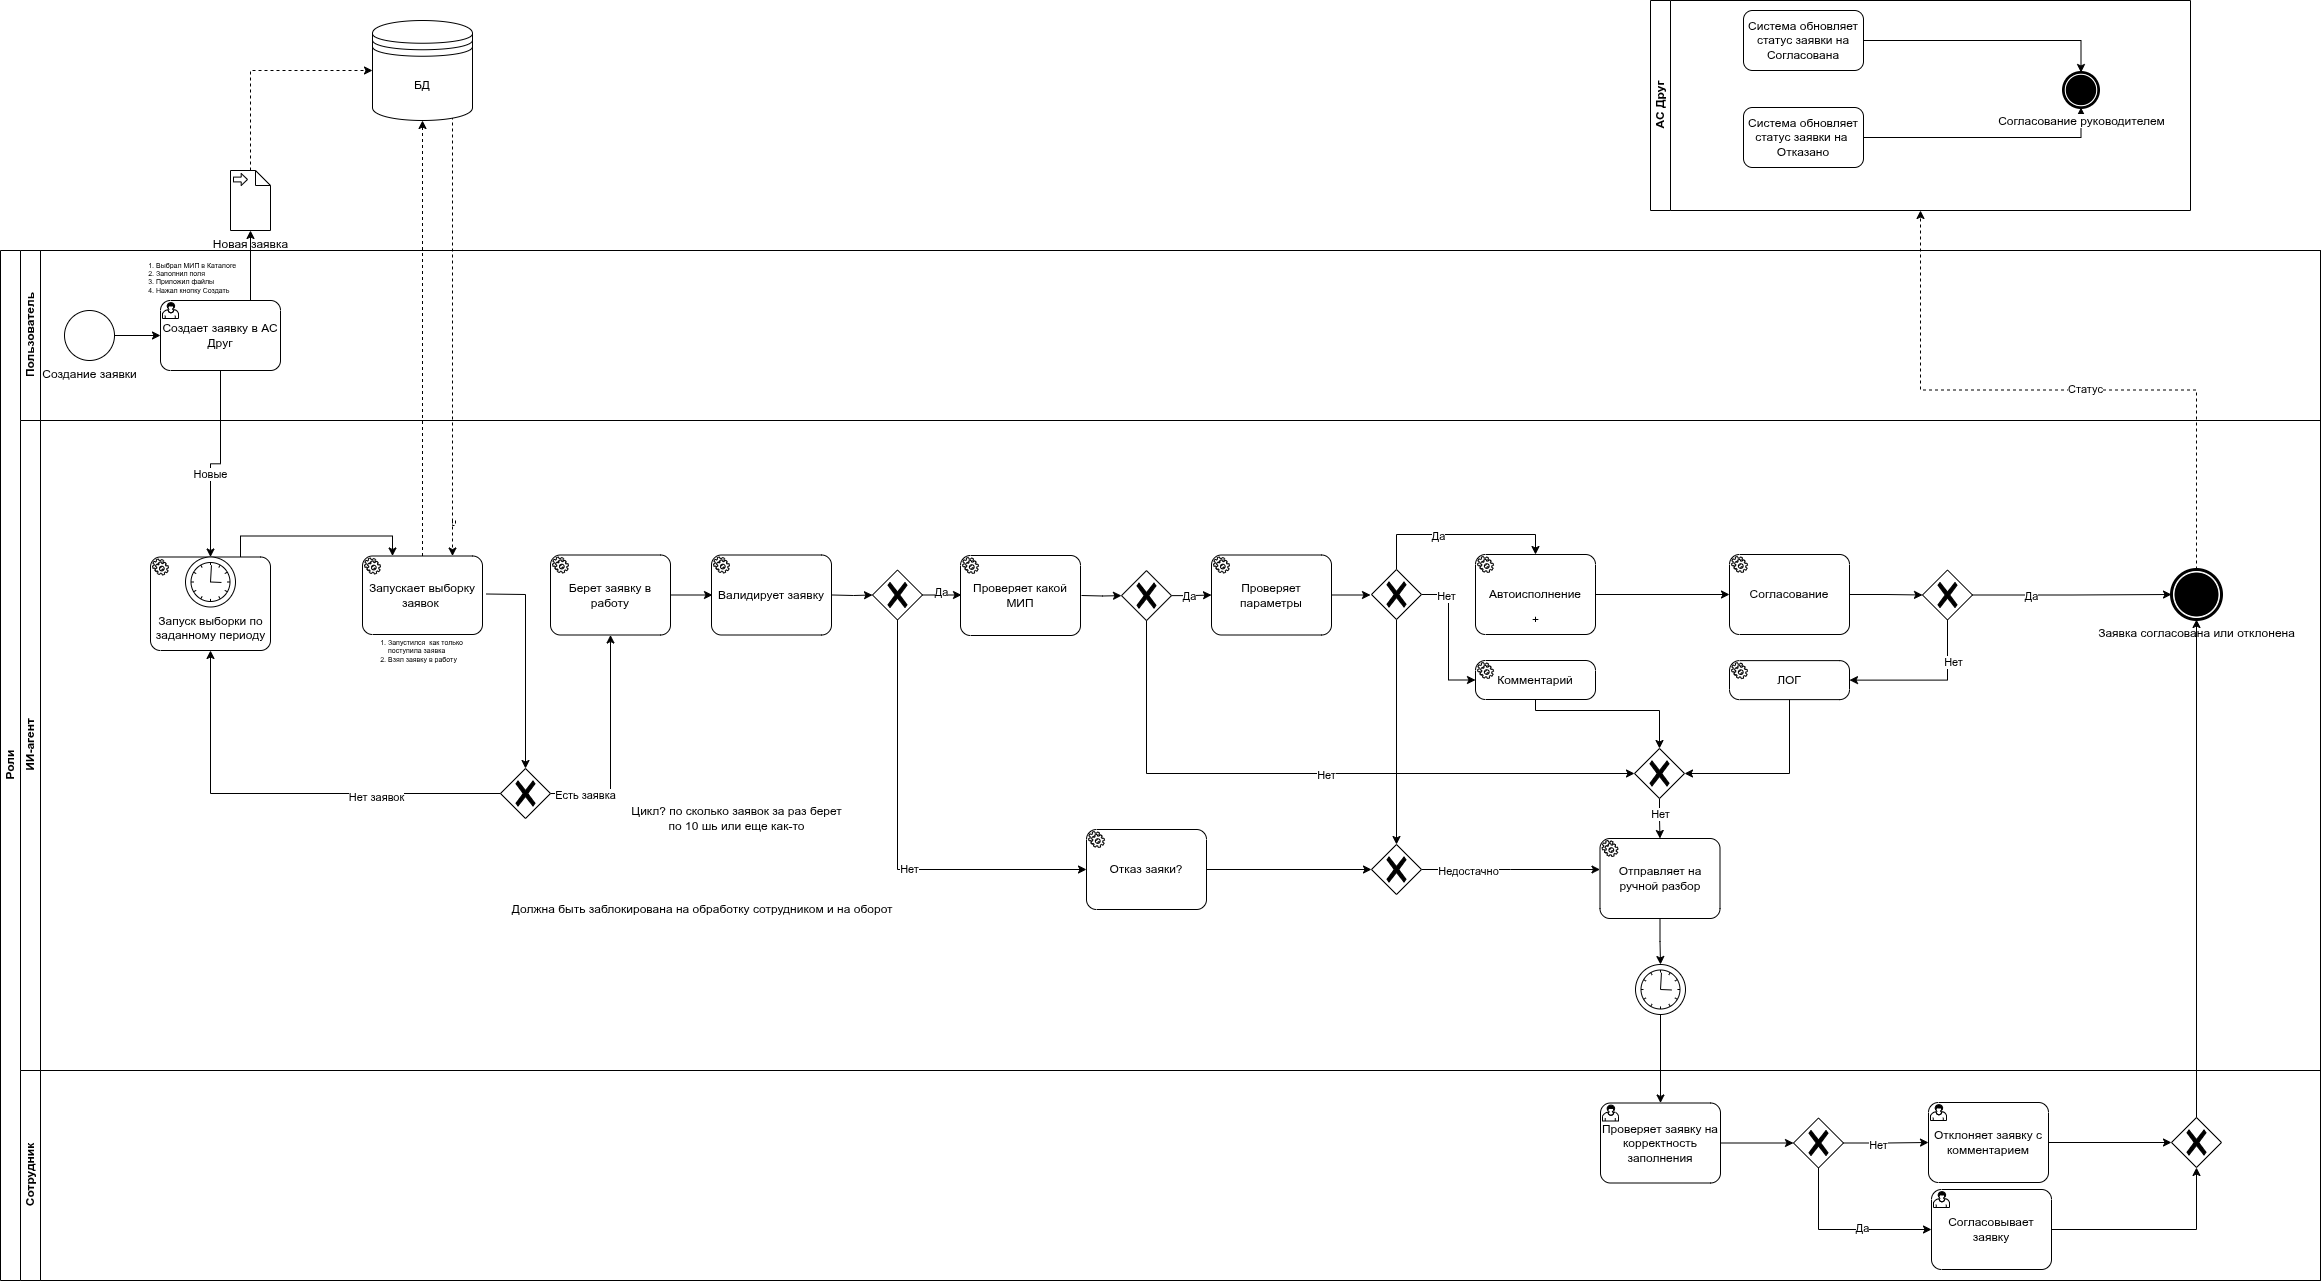 БД
Новая заявка
АС Друг
Система обновляет
статус заявки на
Согласована
Система обновляет
статус заявки на
Отказано
Согласование руководителем
Роли
Пользователь
1. Выбрал МИП в Каталоге
2. Заполнил поля
3. Приложил файлы
4. Нажал кнопку Создать
Создание заявки
Создает заявку в АС
Друг
Статус
ИИ-агент
Новые
Запуск выборки по
заданному периоду
Запускает выборку
заявок
1. Запустился как только
поступила заявка
2. Взял заявку в работу
Берет заявку в
работу
Валидирует заявку
Да
Проверяет какой
МИП
Да
Проверяет
параметры
Да
Нет
Автоисполнение
+
Согласование
Да
Заявка согласована или отклонена
Нет
Комментарий
ЛОГ
Нет
Нет
Нет заявок
Есть заявка
Цикл? по сколько заявок за раз берет
по 10 шь или еще как-то
Нет
Отказ заяки?
Недостачно
Отправляет на
ручной разбор
Должна быть заблокирована на обработку сотрудником и на оборот
Сотрудник
Проверяет заявку на
корректность
заполнения
Нет
Отклоняет заявку с
комментарием
Да
Согласовывает
заявку